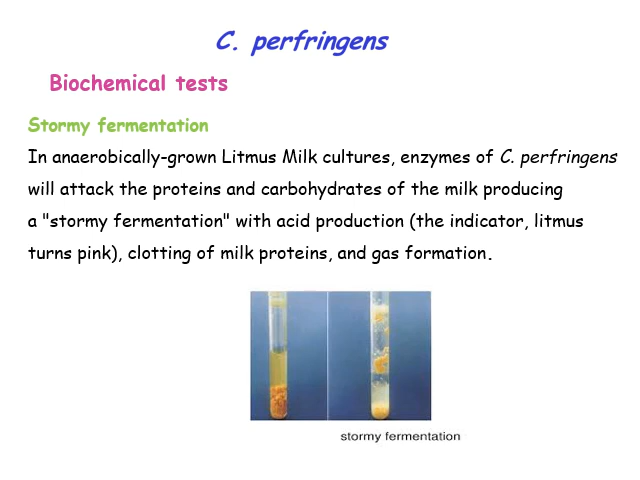 C. perfringens
Biochemical tests
Stormy fermentation
In anaerobically-grown Litmus Milk cultures, enzymes of C. perfringens
will attack the proteins and carbohydrates of the milk producing
a "stormy fermentation" with acid production (the indicator, litmus
turns pink), clotting of milk proteins, and gas formation.
stormy fermentation